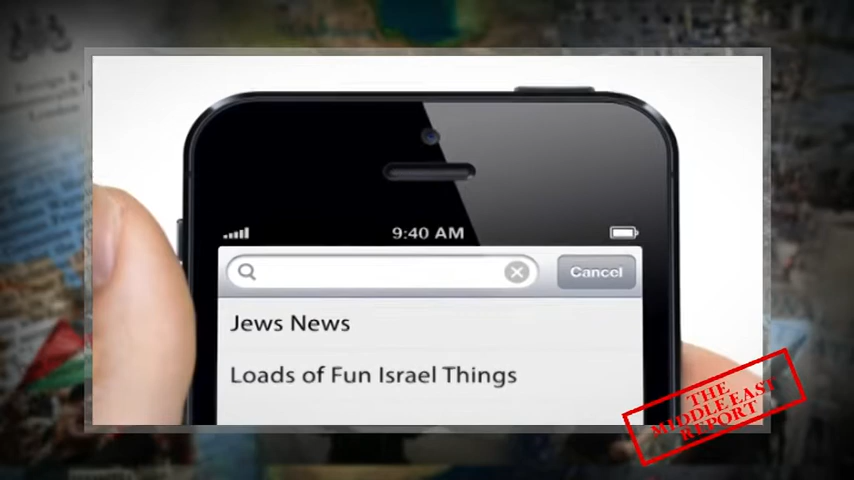 9:40 AM
Cancel
Jews News
Loads of Fun Israel Things
THE
MIDDLE EAST
REPORT